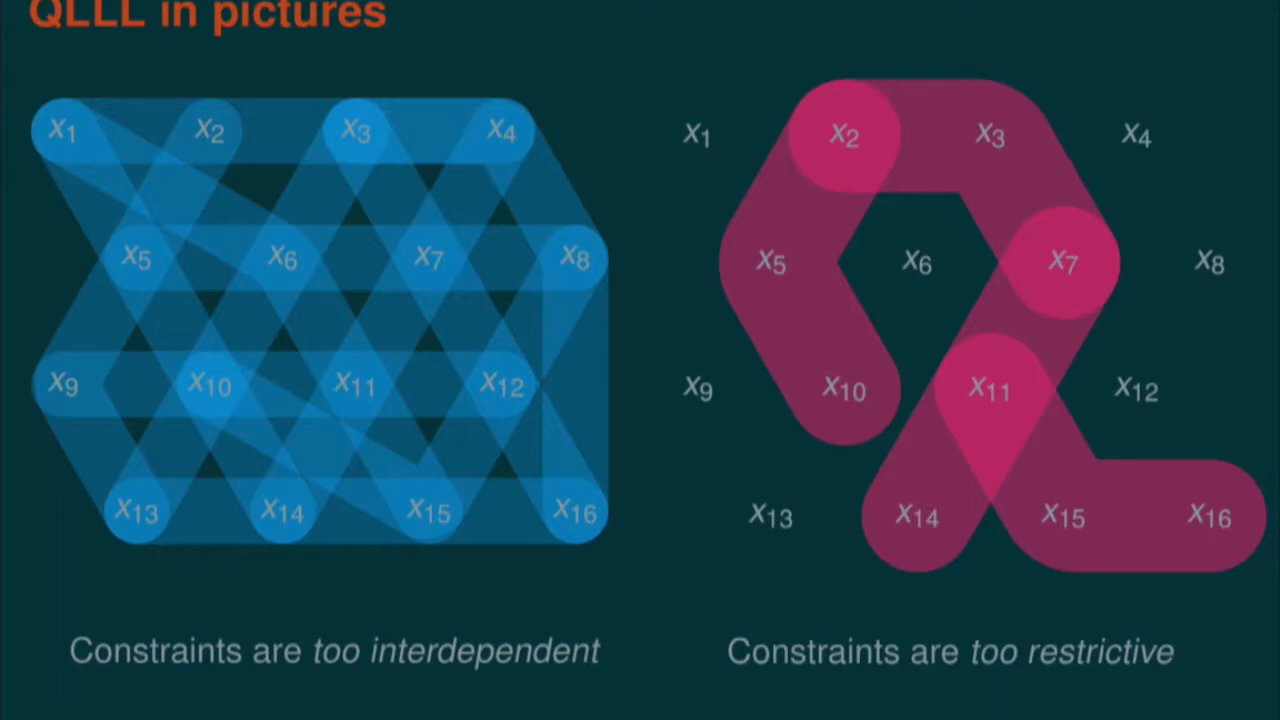 QLLL in pictures
x1 x2 x3 x4
x5 x6 x7 x8
x9 x10 x11 x12
x13 x14 x15 x16
Constraints are too interdependent
x1 x2 x3 x4
x5 x6 x7 x8
x9 x10 x11 x12
x13 x14 x15 x16
Constraints are too restrictive